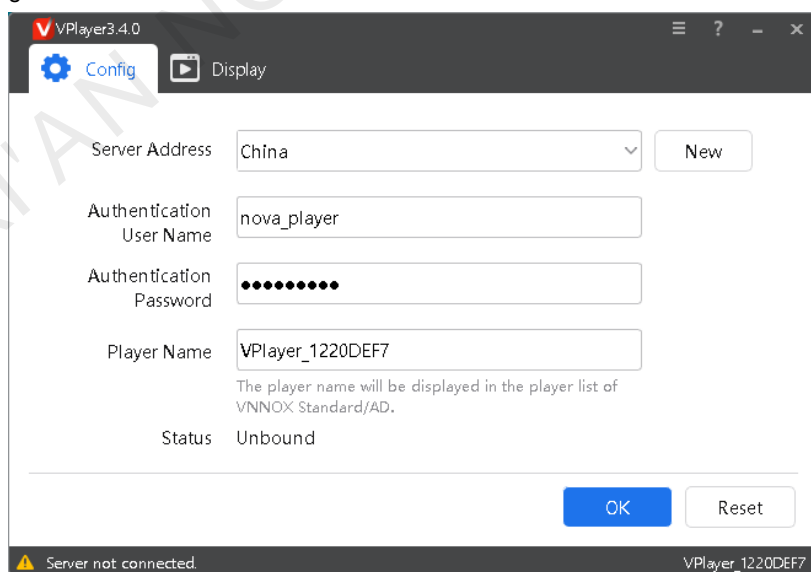 VPlayer3.4.0
Config
Display
Server Address
China
New
Authentication
User Name
nova_player
Authentication
Password
●●●●●●●●●
Player Name
VPlayer_1220DEF7
The player name will be displayed in the player list of
VNNOX Standard/AD.
Status
Unbound
OK
Reset
Server not connected.
VPlayer_1220DEF7